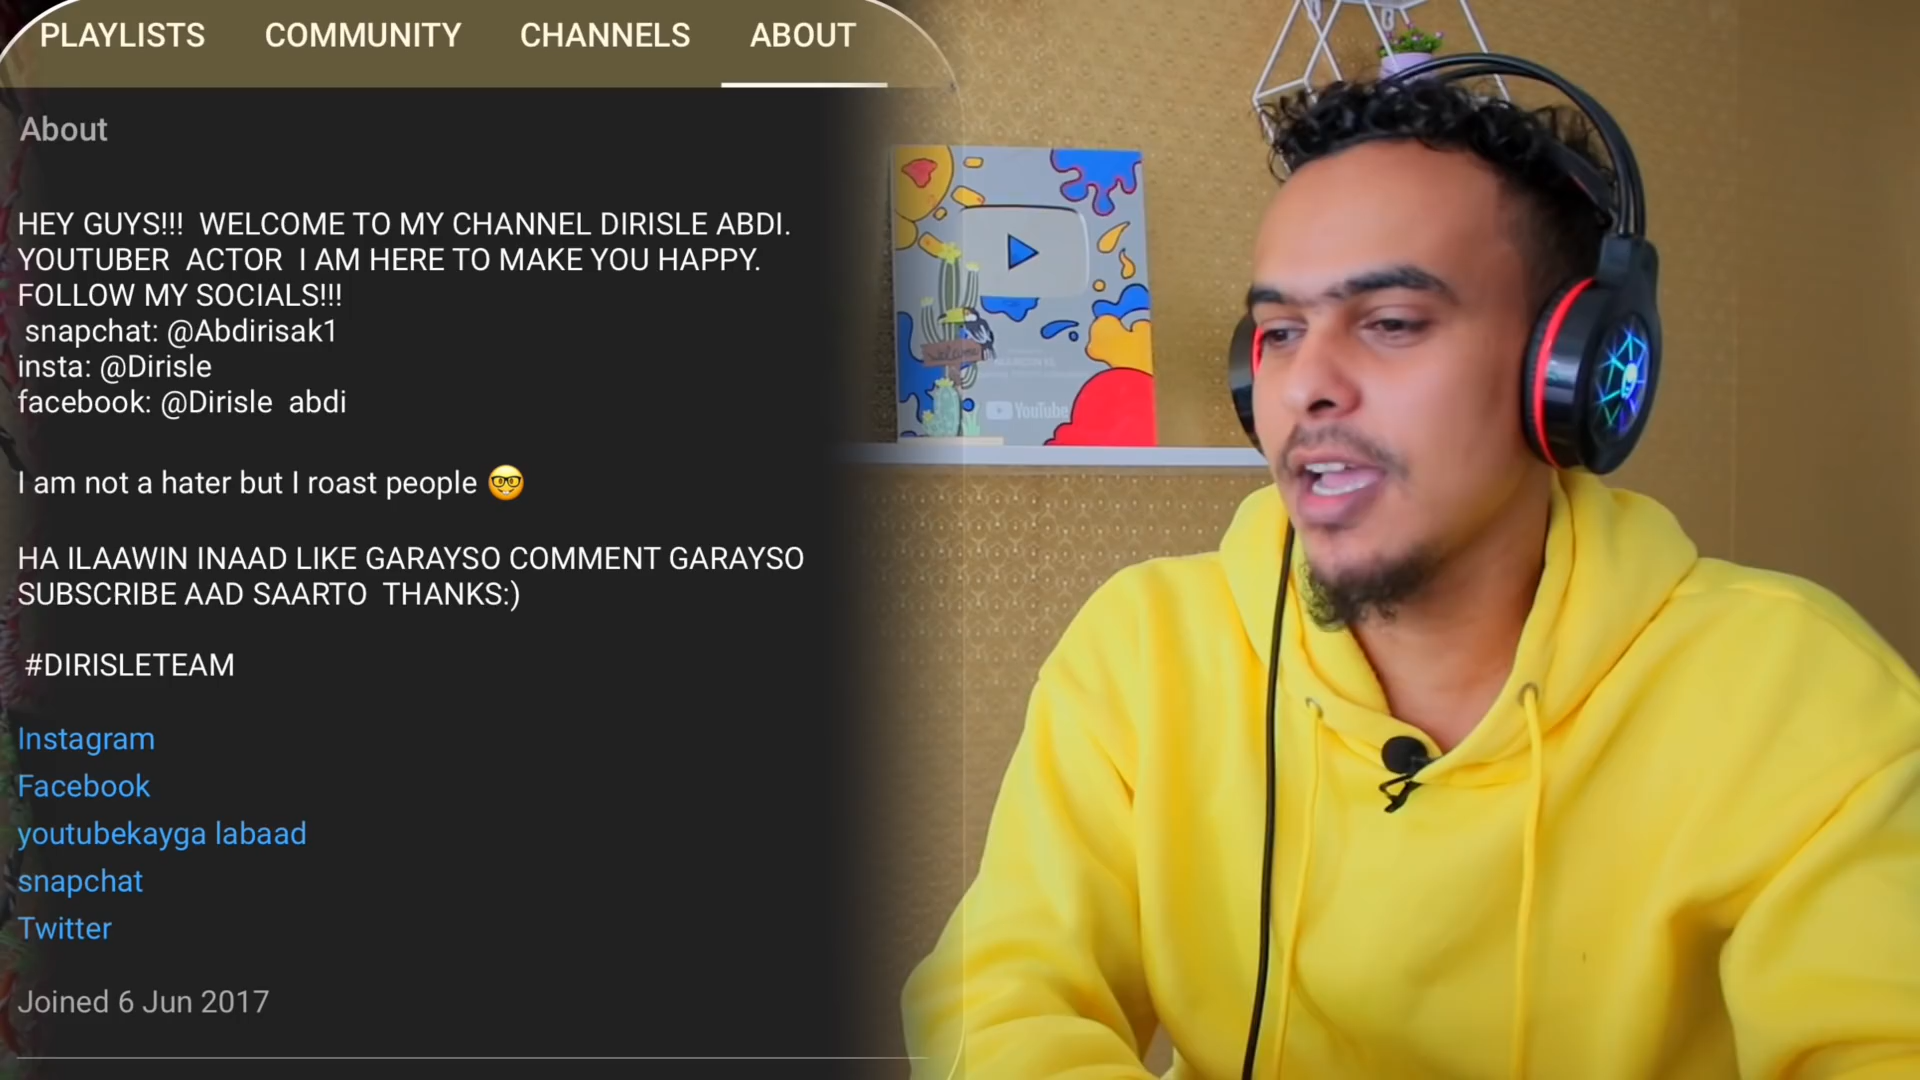 PLAYLISTS COMMUNITY CHANNELS ABOUT
About
HEY GUYS!!!  WELCOME TO MY CHANNEL DIRISLE ABDI.
YOUTUBER  ACTOR  I AM HERE TO MAKE YOU HAPPY.
FOLLOW MY SOCIALS!!!
snapchat: @Abdirisak1
insta: @Dirisle
facebook: @Dirisle  abdi
I am not a hater but I roast people 🤓
HA ILAAWIN INAAD LIKE GARAYSO COMMENT GARAYSO
SUBSCRIBE AAD SAARTO  THANKS:)
#DIRISLETEAM
Instagram
Facebook
youtubekayga labaad
snapchat
Twitter
Joined 6 Jun 2017
welcome
YouTube